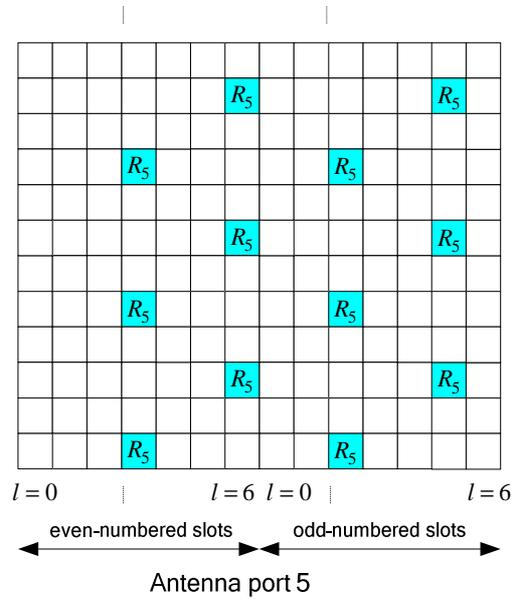 R5 R5
R5 R5
R5 R5
R5 R5
R5 R5
R5 R5
l = 0 l = 6 l = 0 l = 6
even-numbered slots odd-numbered slots
Antenna port 5